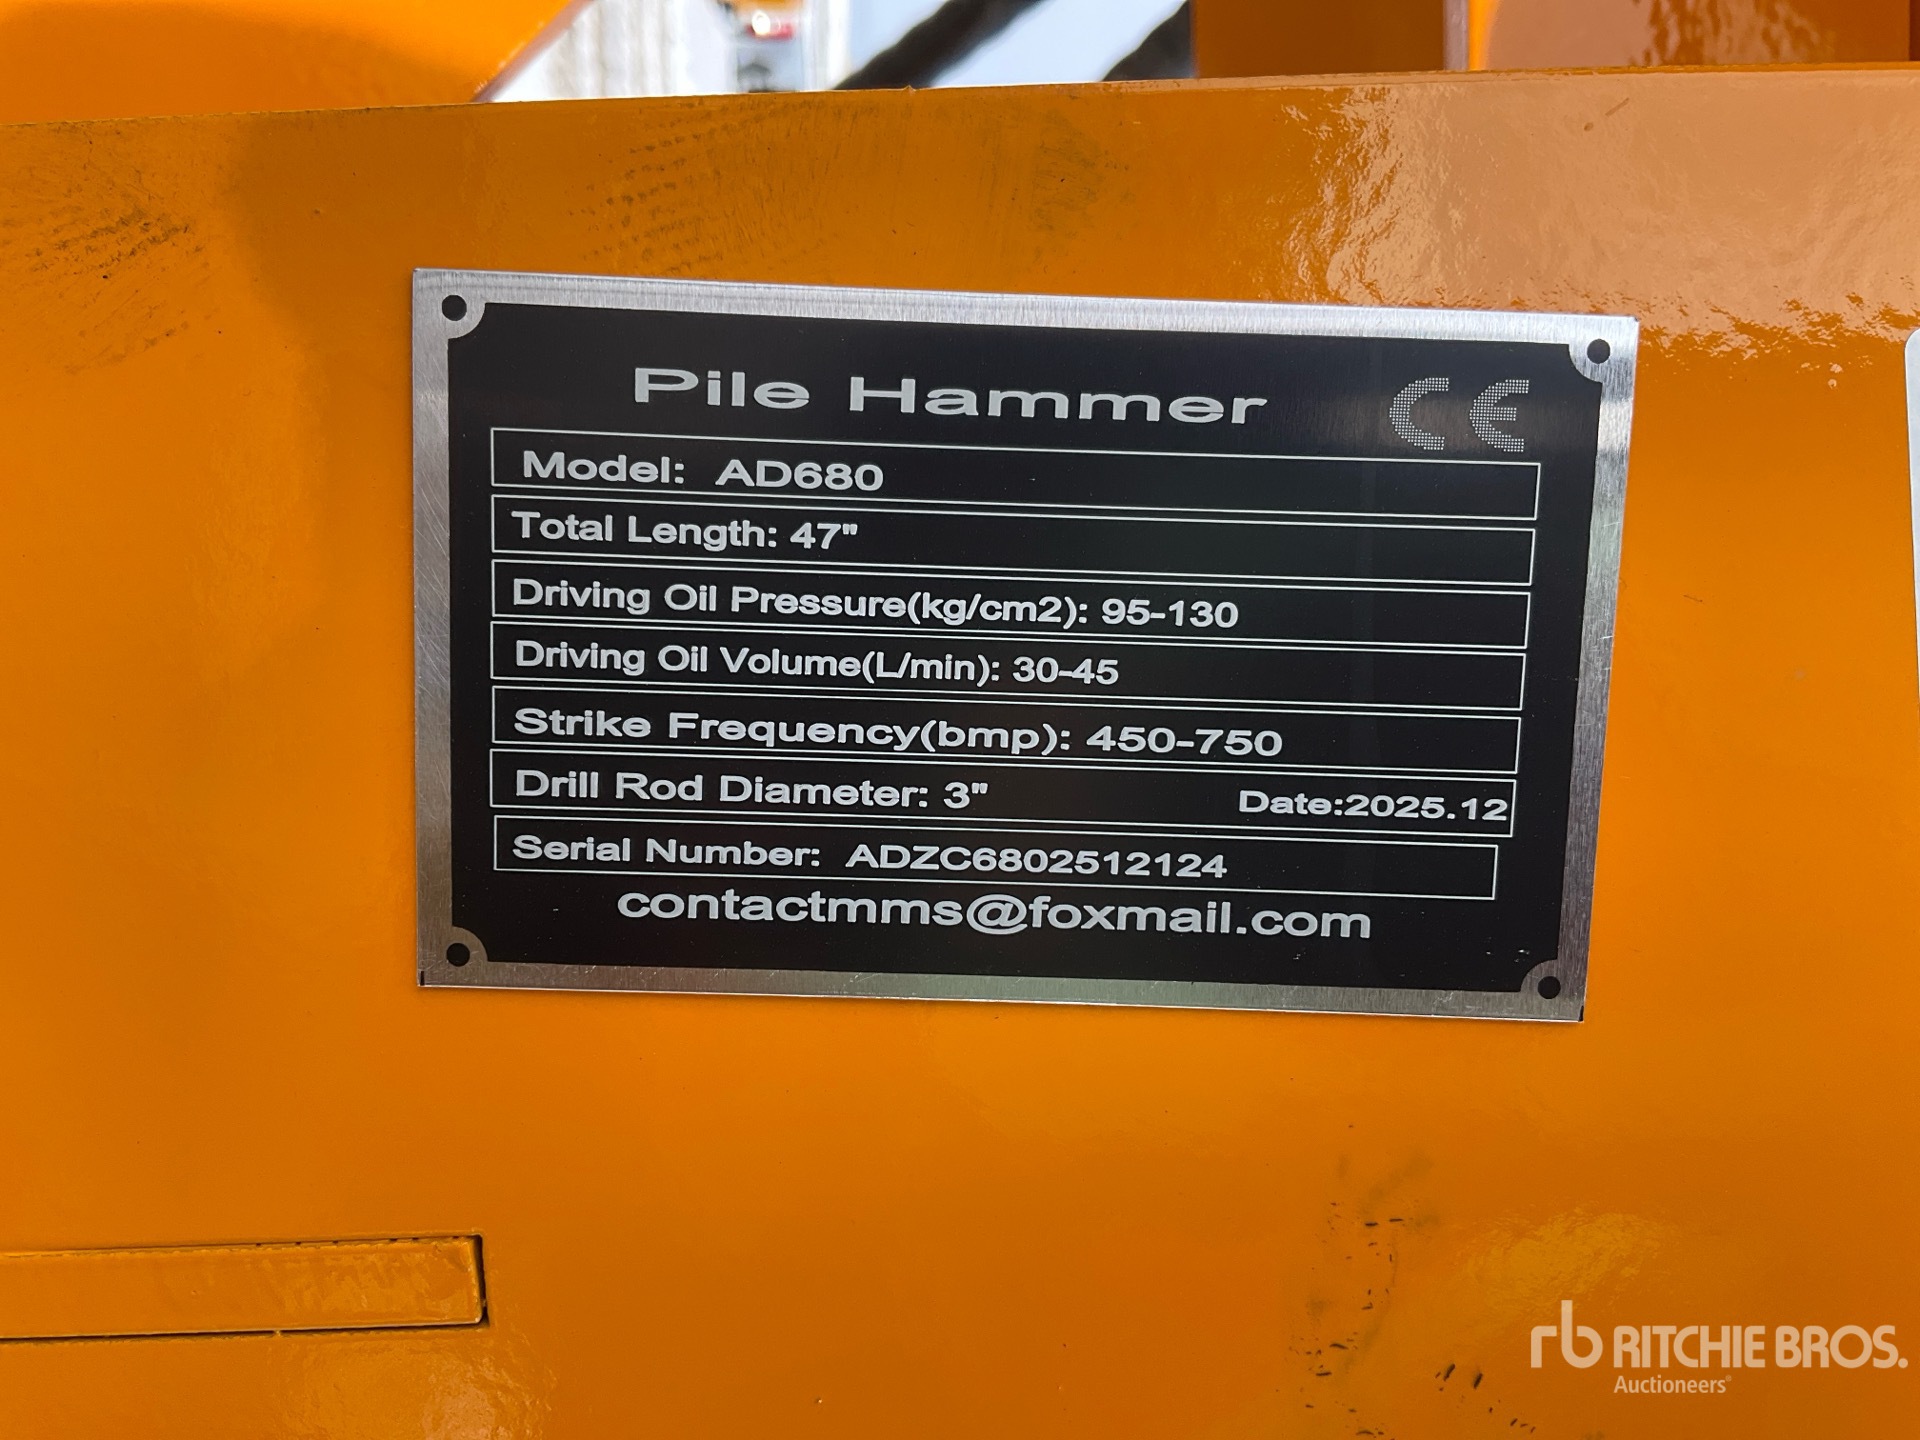 Pile Hammer CE
Model: AD680
Total Length: 47"
Driving Oil Pressure(kg/cm2): 95-130
Driving Oil Volume(L/min): 30-45
Strike Frequency(bmp): 450-750
Drill Rod Diameter: 3" Date:2025.12
Serial Number: ADZC6802512124
contactmms@foxmail.com
rb RITCHIE BROS.
Auctioneers